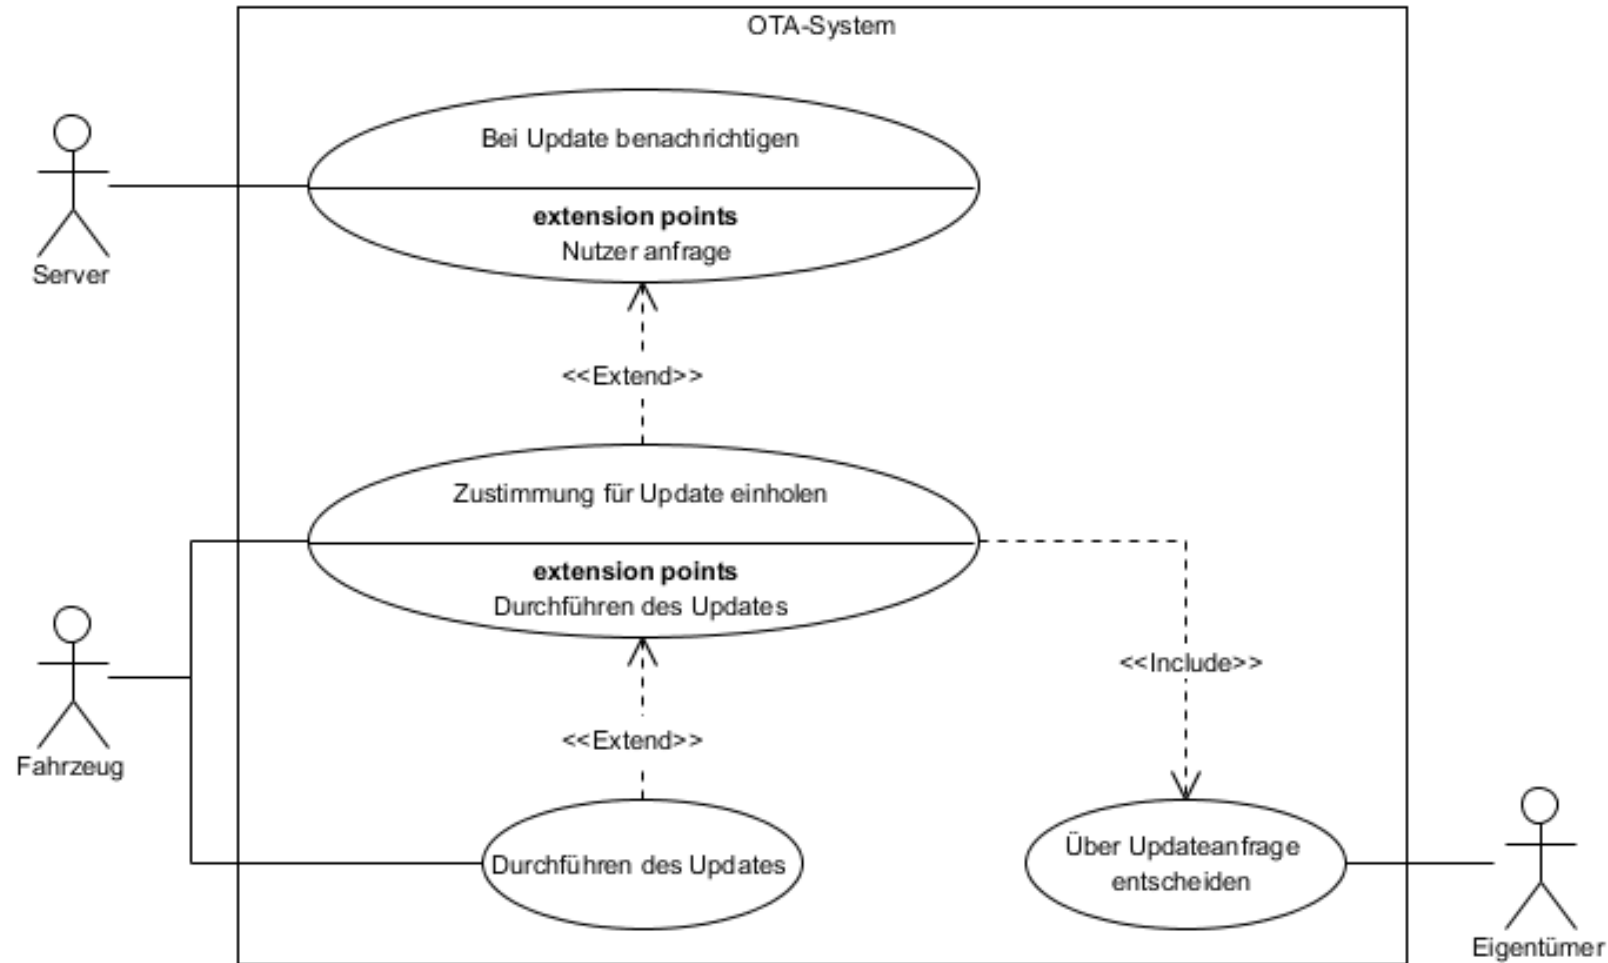 OTA-System
Bei Update benachrichtigen
extension points
Nutzer anfrage
Server
<<Extend>>
Zustimmung für Update einholen
extension points
Durchführen des Updates
<<Include>>
<<Extend>>
Fahrzeug
Durchführen des Updates
Über Updateanfrage
entscheiden
Eigentümer